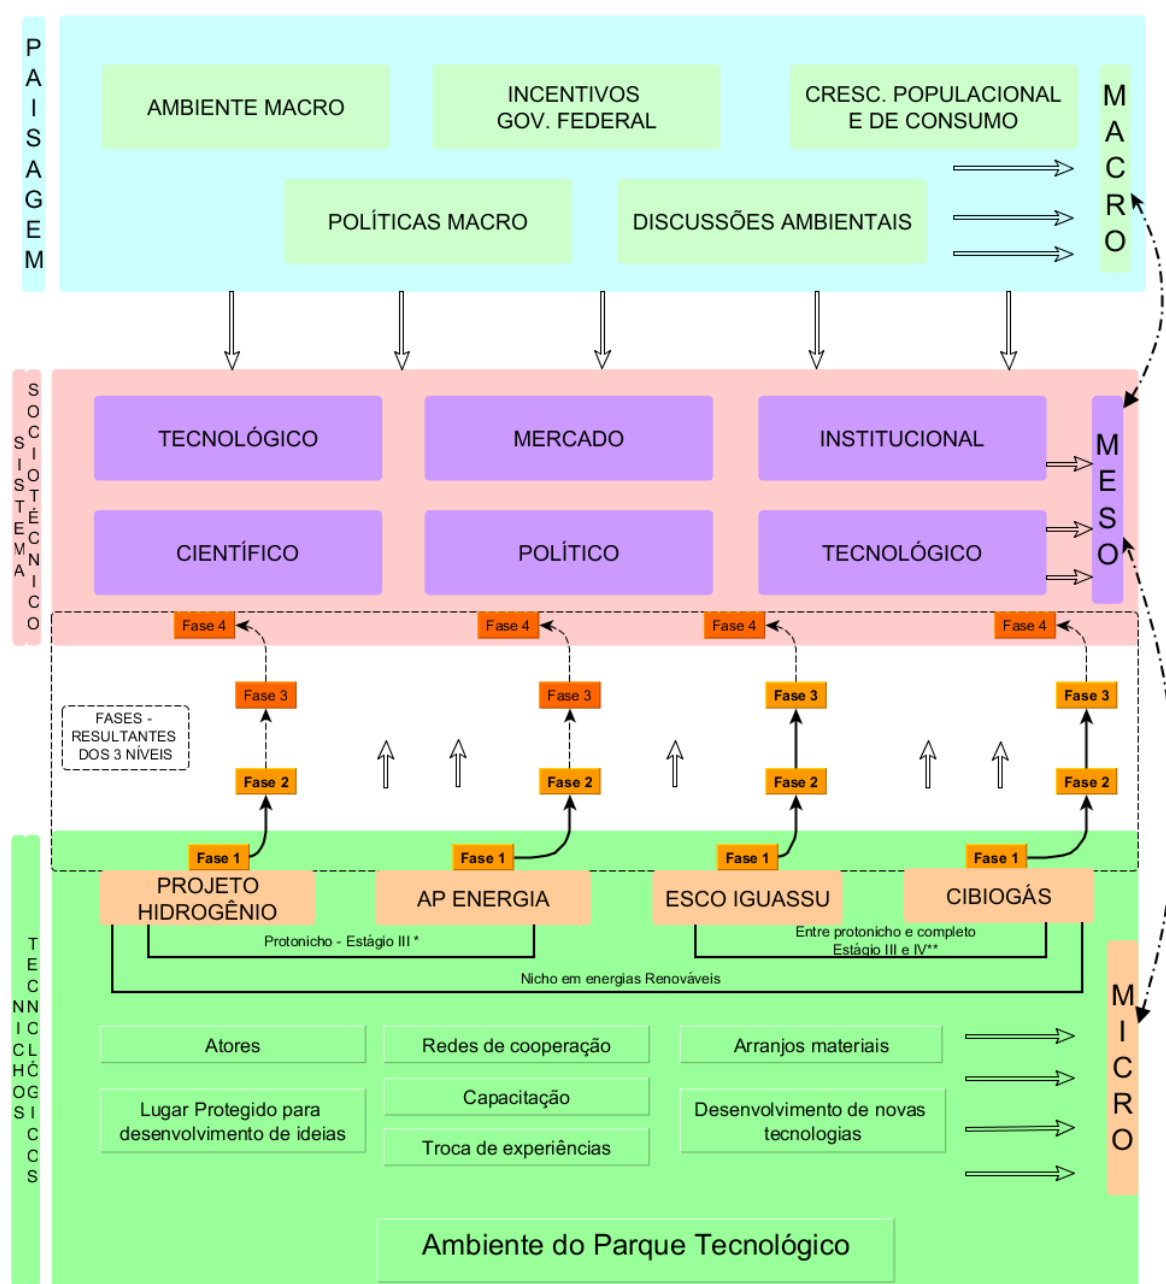 PAISAGEM
AMBIENTE MACRO
INCENTIVOS
GOV. FEDERAL
CRESC. POPULACIONAL
E DE CONSUMO
MACRO
POLÍTICAS MACRO
DISCUSSÕES AMBIENTAIS
SISTEMA
SOCIOTÉCNICO
TECNOLÓGICO
MERCADO
INSTITUCIONAL
MESO
CIENTÍFICO
POLÍTICO
TECNOLÓGICO
Fase 4
Fase 4
Fase 4
Fase 4
Fase 3
Fase 3
Fase 3
Fase 3
FASES -
RESULTANTES
DOS 3 NÍVEIS
Fase 2
Fase 2
Fase 2
Fase 2
Fase 1
Fase 1
Fase 1
Fase 1
PROJETO
HIDROGÊNIO
AP ENERGIA
ESCO IGUASSU
CIBIOGÁS
Protonicho - Estágio III *
Entre protonicho e completo
Estágio III e IV**
Nicho em energias Renováveis
NICHOS
TECNCLÓGICCS
MICRO
Atores
Redes de cooperação
Arranjos materiais
Lugar Protegido para
desenvolvimento de ideias
Capacitação
Desenvolvimento de novas
tecnologias
Troca de experiências
Ambiente do Parque Tecnológico